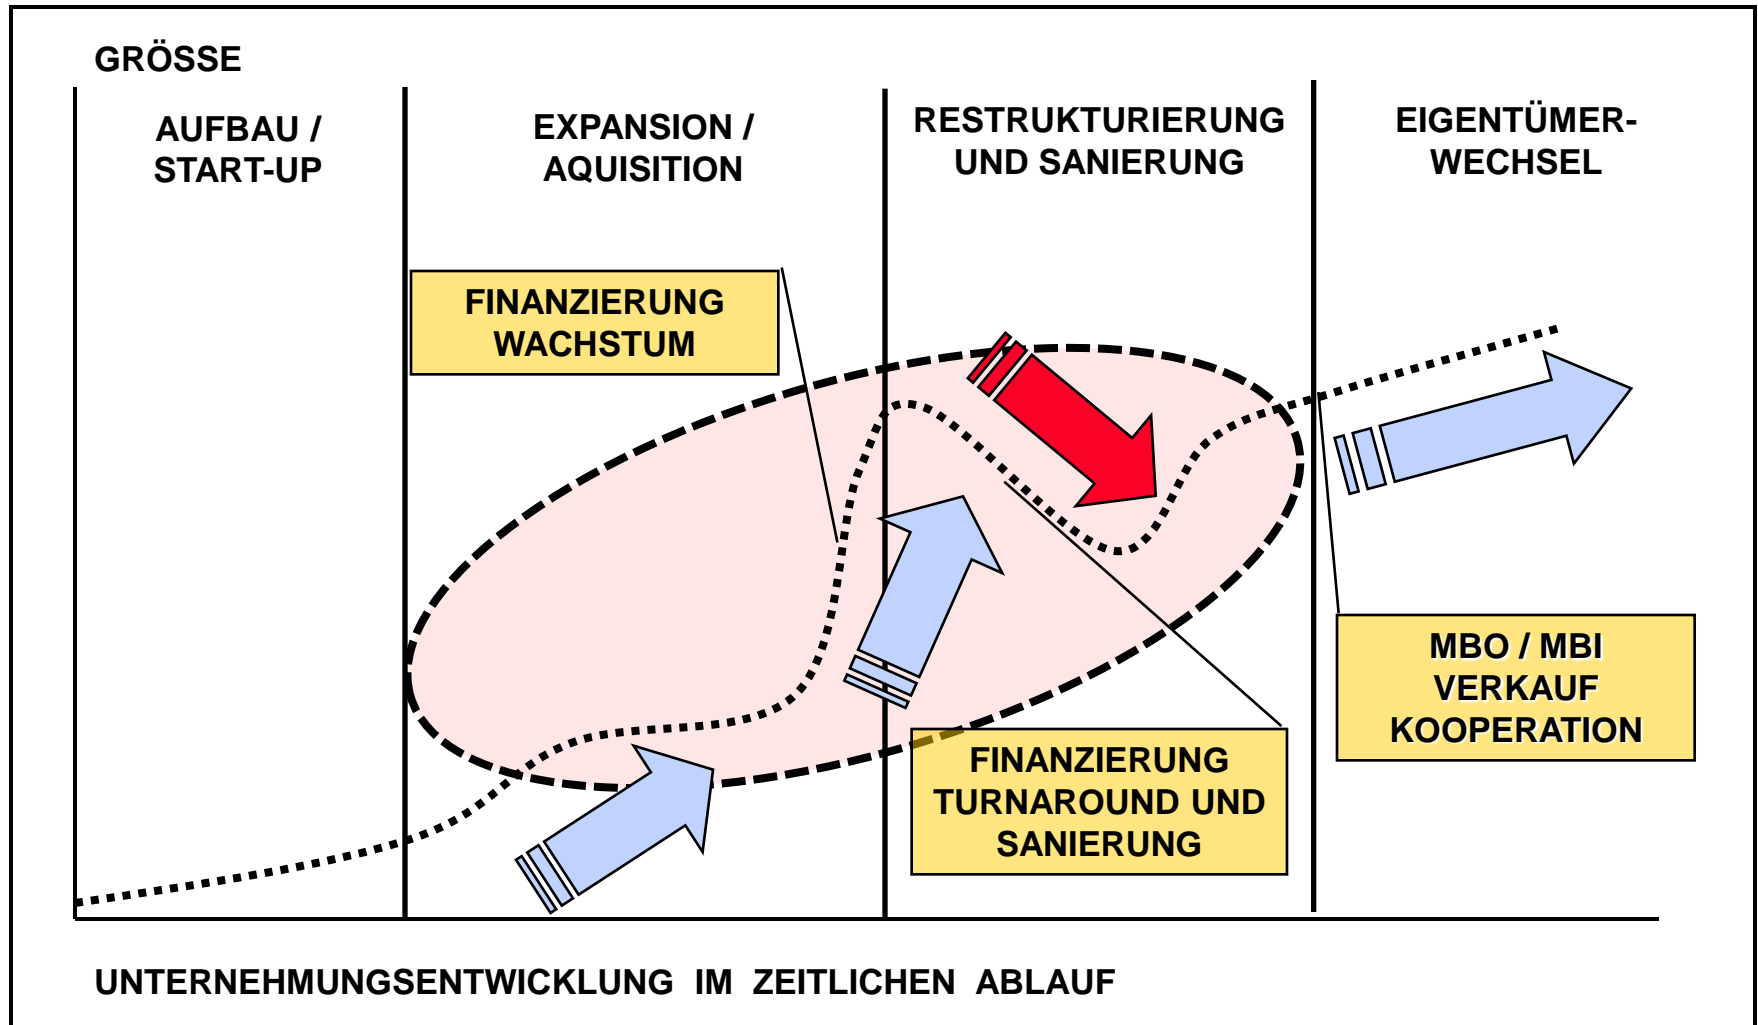 GRÖSSE
AUFBAU /
START-UP
EXPANSION /
AQUISITION
RESTRUKTURIERUNG
UND SANIERUNG
EIGENTÜMER-
WECHSEL
FINANZIERUNG
WACHSTUM
MBO / MBI
VERKAUF
KOOPERATION
FINANZIERUNG
TURNAROUND UND
SANIERUNG
UNTERNEHMUNGSENTWICKLUNG IM ZEITLICHEN ABLAUF